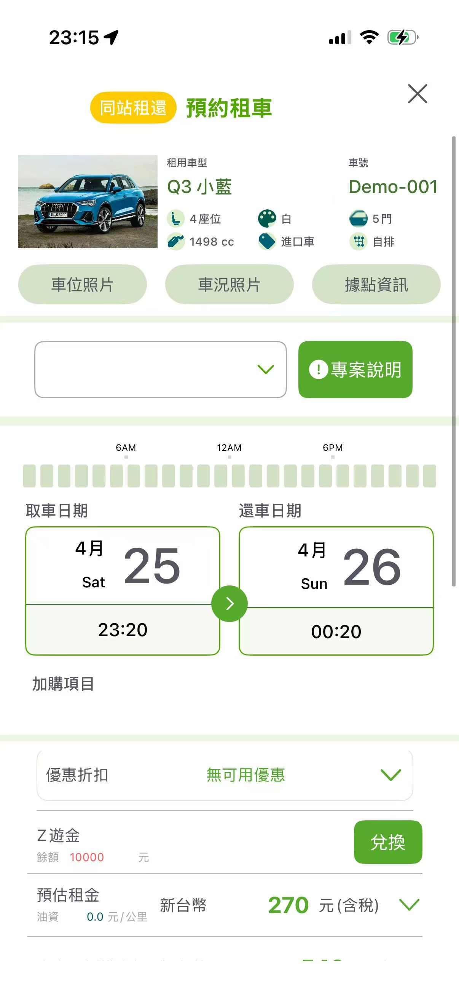 23:15
同站租還 預約租車
租用車型 車號
Q3 小藍 Demo-001
4座位 白 5門
1498 cc 進口車 自排
IN Q 3200
車位照片 車況照片 據點資訊
!專案說明
6AM 12AM 6PM
取車日期 還車日期
4月 25 4月 26
Sat Sun
23:20 00:20
加購項目
優惠折扣 無可用優惠
Z遊金 兌換
餘額 10000 元
預估租金 新台幣 270 元(含稅)
油資 0.0 元/公里